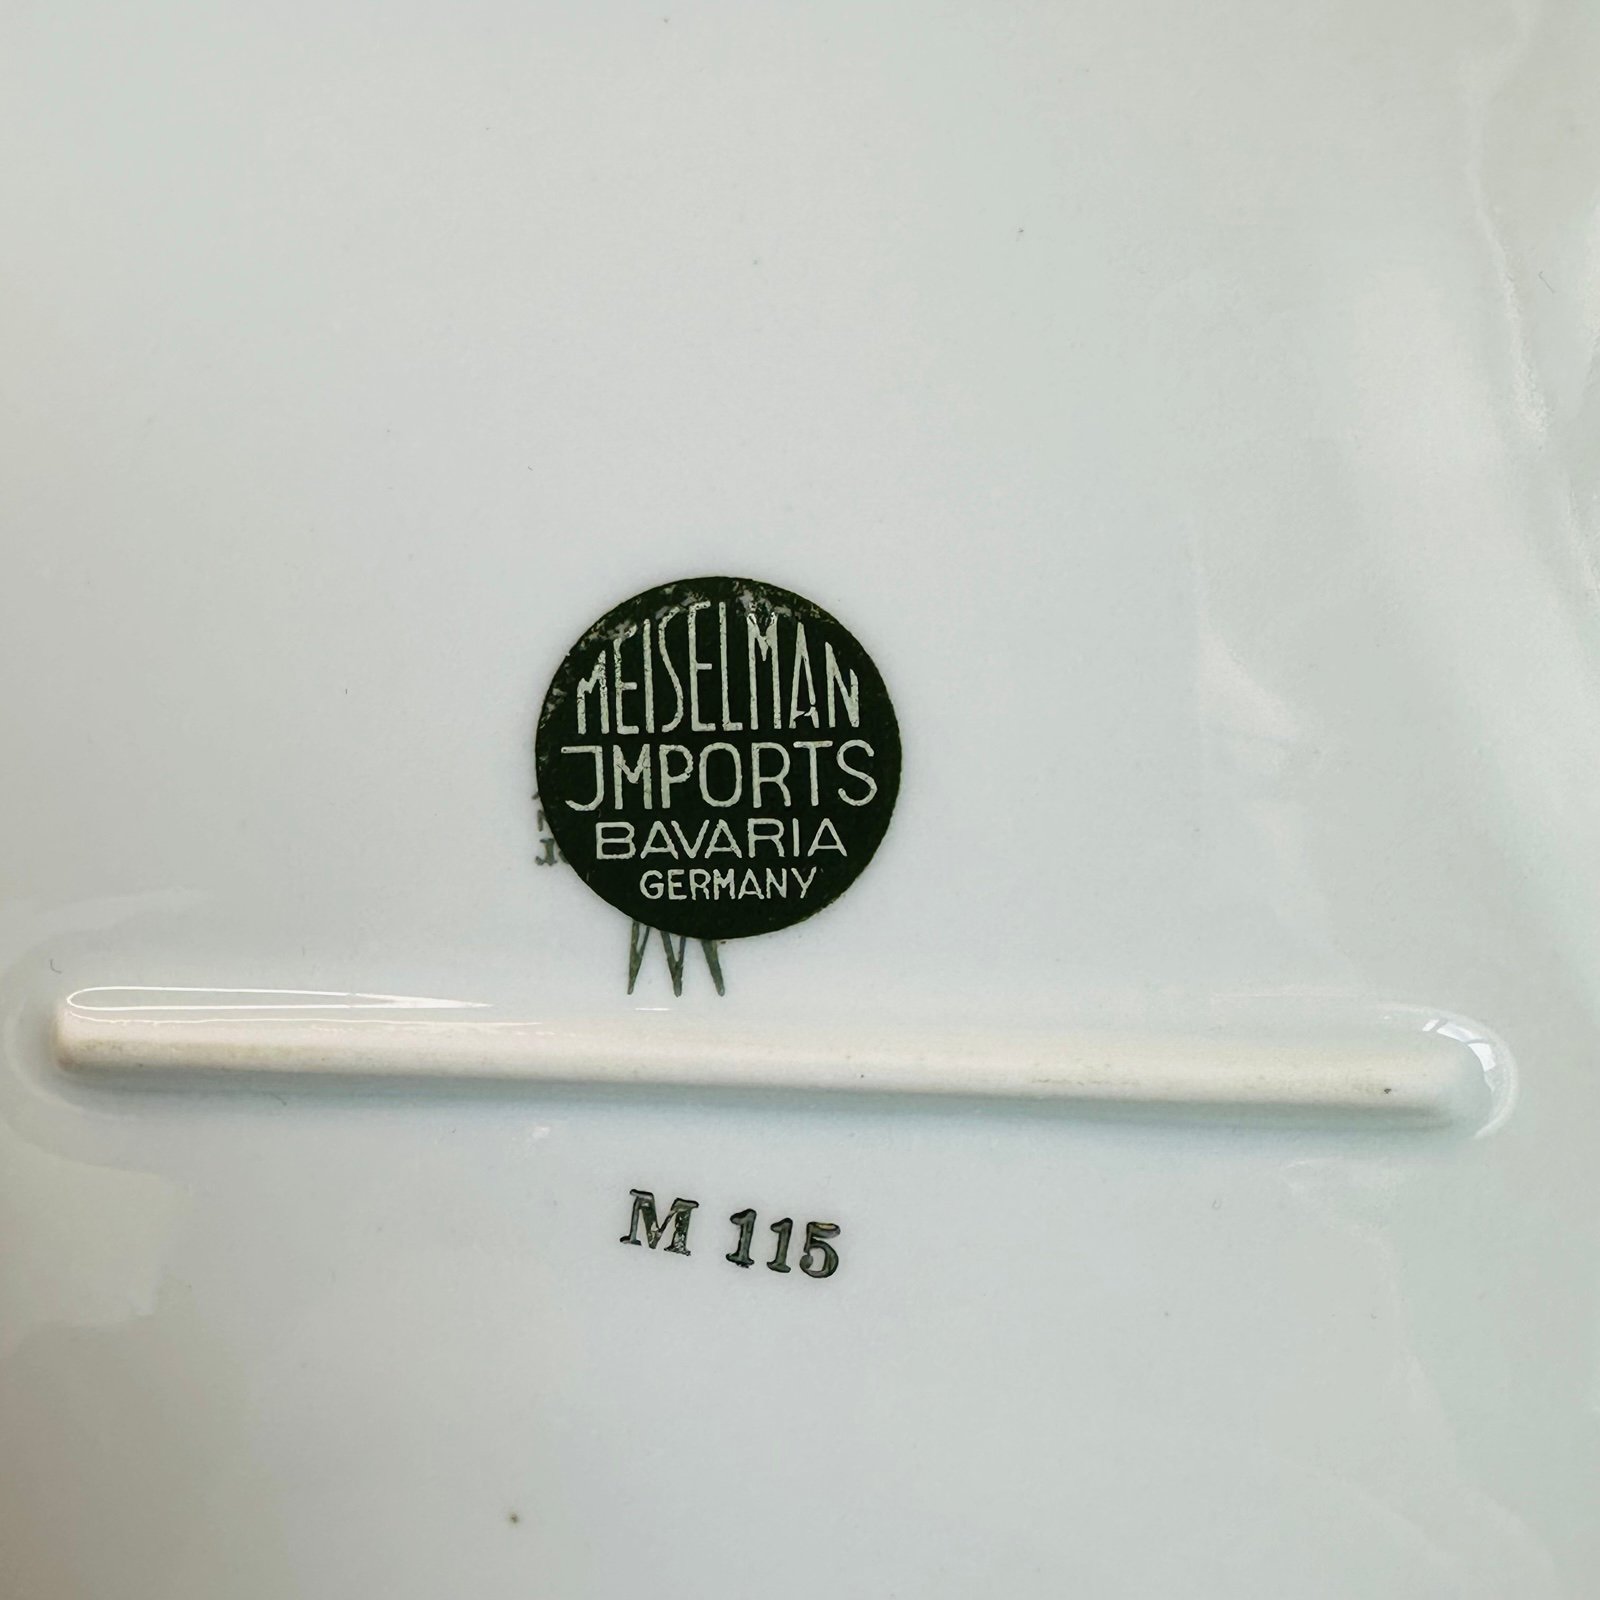 MEISELMAN
JMPORTS
BAVARIA
GERMANY
M 115